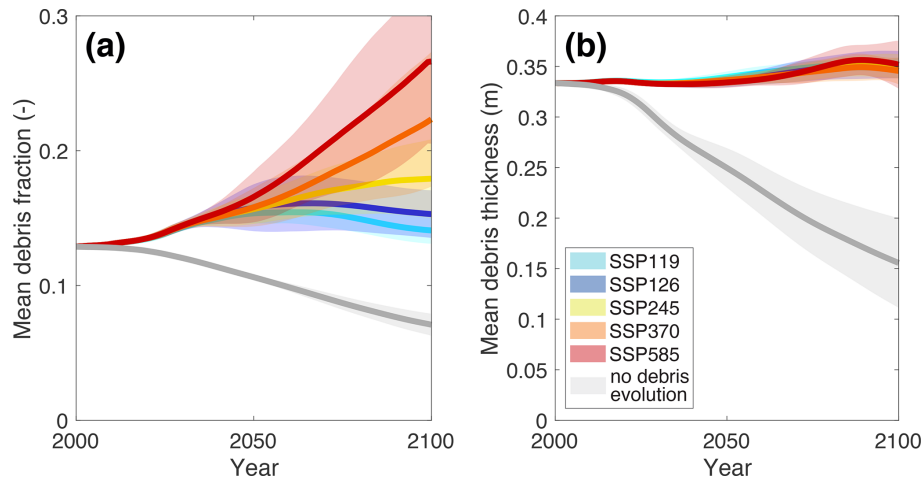 (a)
Mean debris fraction (-)
0.3
0.2
0.1
0
2000
2050
2100
Year
(b)
Mean debris thickness (m)
0.4
0.35
0.3
0.25
0.2
0.15
0.1
0.05
0
2000
2050
2100
Year
SSP119
SSP126
SSP245
SSP370
SSP585
no debris
evolution